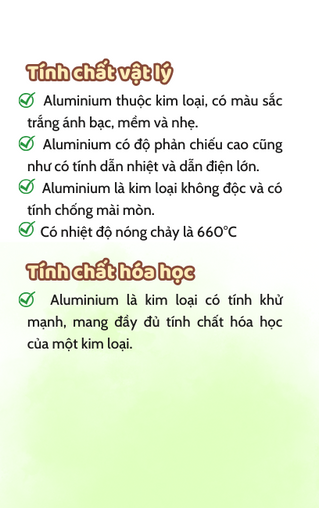 Tính chất vật lý
Aluminium thuộc kim loại, có màu sắc
trắng ánh bạc, mềm và nhẹ.
Aluminium có độ phản chiếu cao cũng
như có tính dẫn nhiệt và dẫn điện lớn.
Aluminium là kim loại không độc và có
tính chống mài mòn.
Có nhiệt độ nóng chảy là 660°C
Tính chất hóa học
Aluminium là kim loại có tính khử
mạnh, mang đầy đủ tính chất hóa học
của một kim loại.